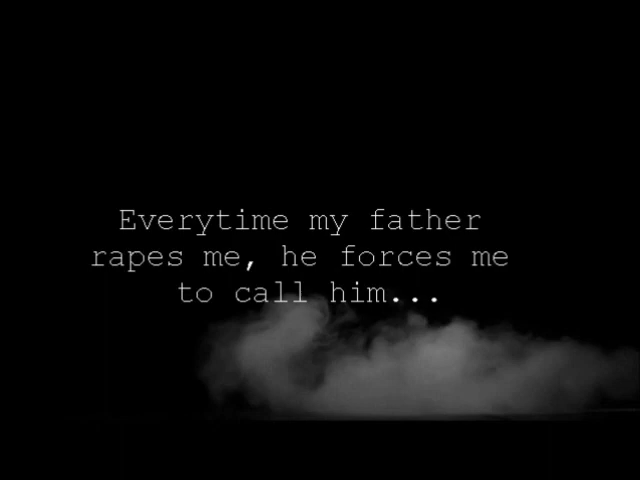 Everytime my father
rapes me, he forces me
to call him...